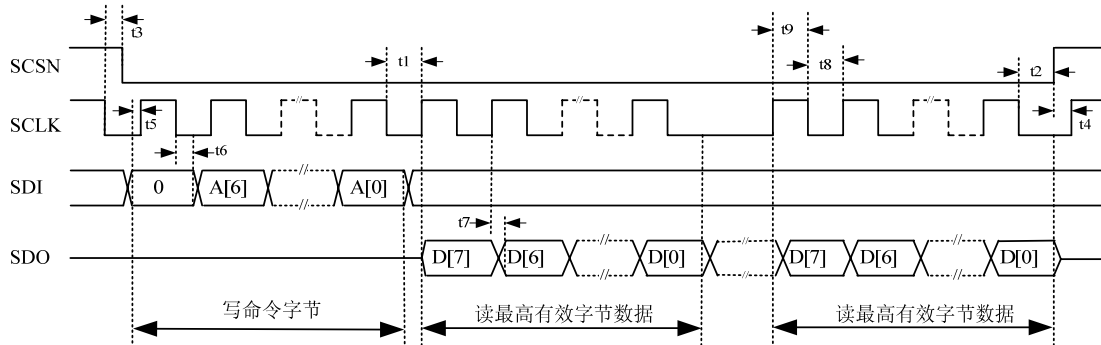 t3
t9
t1
t8
t2
SCSN
SCLK
//
//
//
t5
t4
t6
SDI
0
A[6]
//
//
A[0]
t7
SDO
D[7]
D[6]
//
//
D[0]
//
//
D[7]
D[6]
//
//
D[0]
写命令字节
读最高有效字节数据
读最高有效字节数据